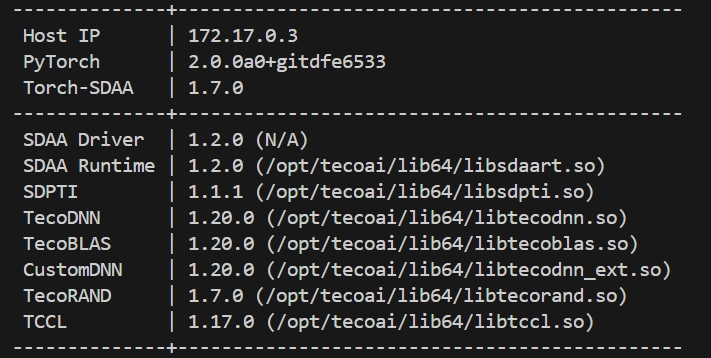 --------------+---------------------------------------------
Host IP | 172.17.0.3
PyTorch | 2.0.0a0+gitdfe6533
Torch-SDAA | 1.7.0
--------------+---------------------------------------------
SDAA Driver | 1.2.0 (N/A)
SDAA Runtime | 1.2.0 (/opt/tecoai/lib64/libsdaart.so)
SDPTI | 1.1.1 (/opt/tecoai/lib64/libsdpti.so)
TecoDNN | 1.20.0 (/opt/tecoai/lib64/libtecodnn.so)
TecoBLAS | 1.20.0 (/opt/tecoai/lib64/libtecoblas.so)
CustomDNN | 1.20.0 (/opt/tecoai/lib64/libtecodnn_ext.so)
TecoRAND | 1.7.0 (/opt/tecoai/lib64/libtecorand.so)
TCCL | 1.17.0 (/opt/tecoai/lib64/libtccl.so)
--------------+---------------------------------------------